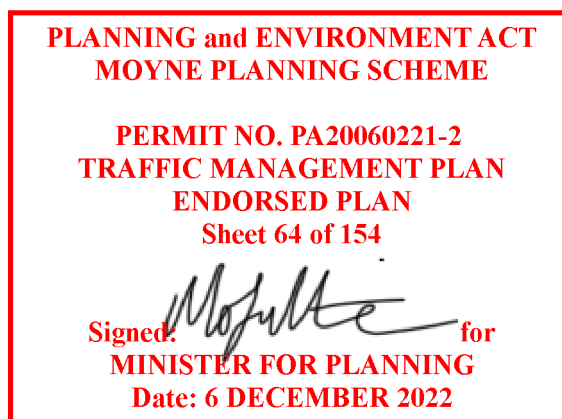 PLANNING and ENVIRONMENT ACT
MOYNE PLANNING SCHEME
PERMIT NO. PA20060221-2
TRAFFIC MANAGEMENT PLAN
ENDORSED PLAN
Sheet 64 of 154
Signed: for
MINISTER FOR PLANNING
Date: 6 DECEMBER 2022